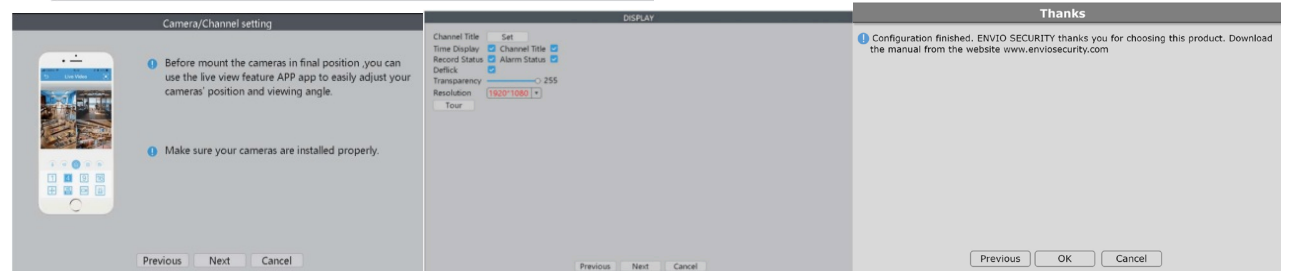 Camera/Channel setting
Live Video
Before mount the cameras in final position ,you can
use the live view feature APP app to easily adjust your
cameras' position and viewing angle.
Make sure your cameras are installed properly.
Previous Next Cancel
DISPLAY
Channel Title Set
Time Display Channel Title
Record Status Alarm Status
Deflick
Transparency 255
Resolution 1920*1080
Tour
Previous Next Cancel
Thanks
Configuration finished. ENVIO SECURITY thanks you for choosing this product. Download
the manual from the website www.enviosecurity.com
Previous OK Cancel